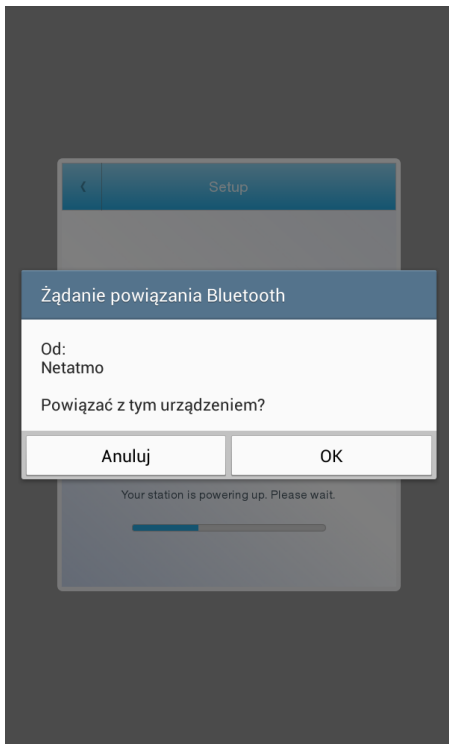 Setup
Żądanie powiązania Bluetooth
Od:
Netatmo
Powiązać z tym urządzeniem?
Anuluj
OK
Your station is powering up. Please wait.